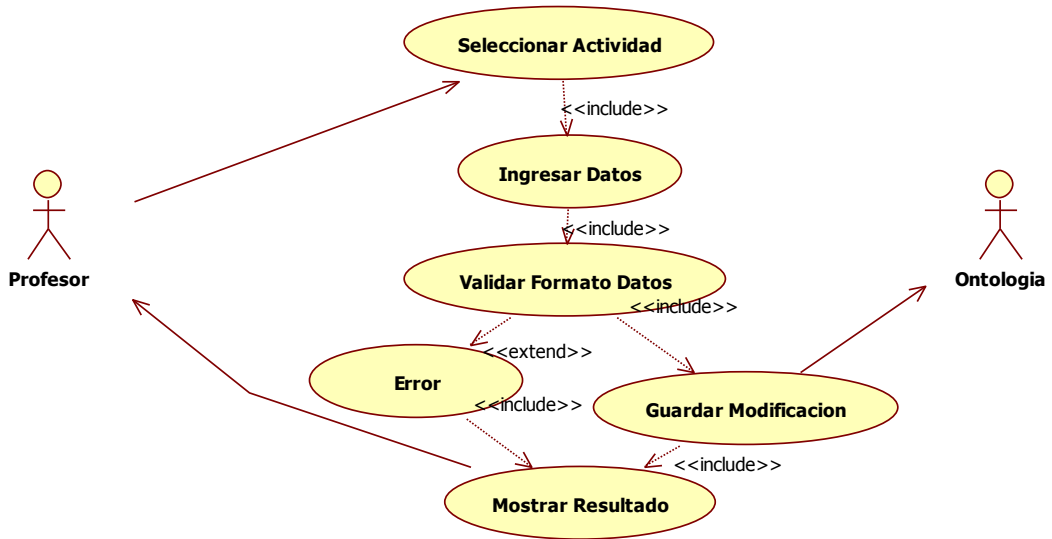 Seleccionar Actividad
<<include>>
Ingresar Datos
<<include>>
Profesor
Ontologia
Validar Formato Datos
<<include>>
<<extend>>
Error
<<include>>
Guardar Modificacion
<<include>>
Mostrar Resultado